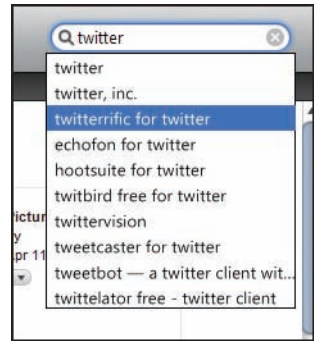 twitter
twitter
twitter, inc.
twitterrific for twitter
echofon for twitter
hootsuite for twitter
twitbird free for twitter
twittervision
tweetcaster for twitter
tweetbot — a twitter client wit...
twittelator free - twitter client